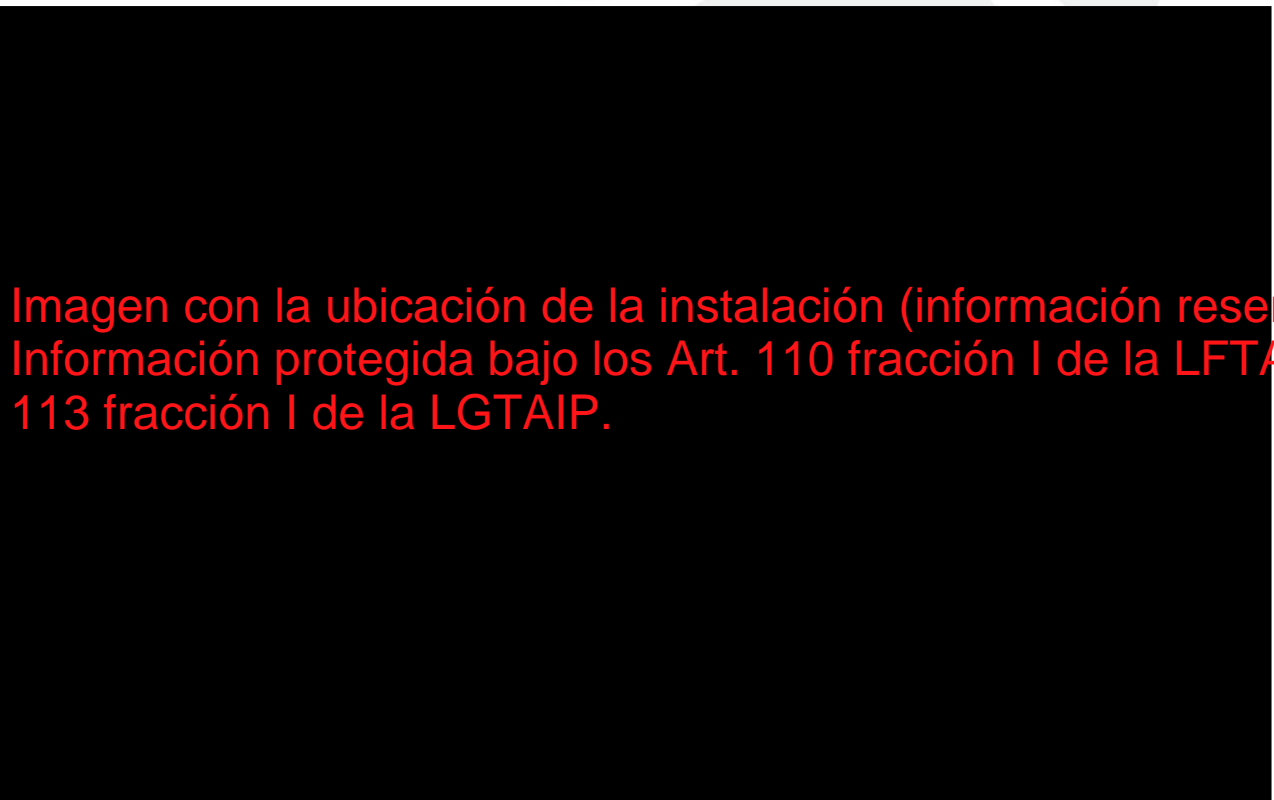 Imagen con la ubicación de la instalación (información
Información protegida bajo los Art. 110 fracción I de la
113 fracción I de la LGTAIP.